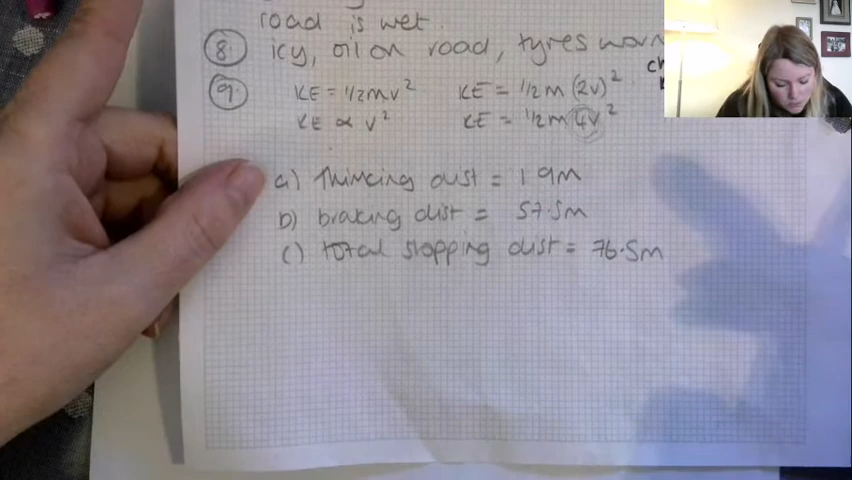 road is wet.
8. icy, oil on road, tyres worn
9. KE = 1/2mv² KE = 1/2m(2v)²
KE ∝ v² KE = 1/2m 4v²
a) thinking dist = 19m
b) braking dist = 57.5m
c) total stopping dist = 76.5m